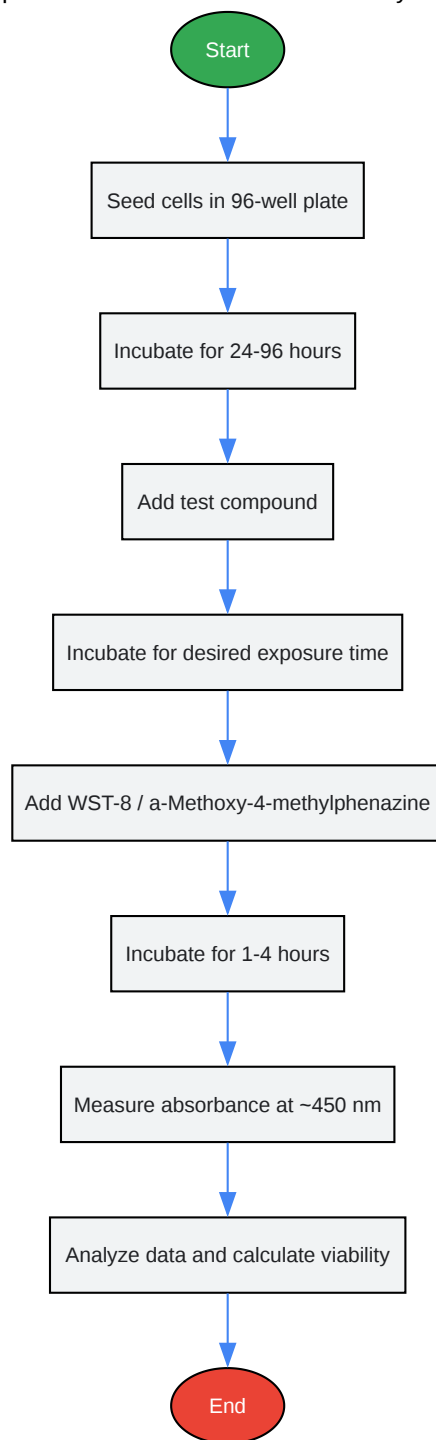 Start
Seed cells in 96-well plate
Incubate for 24-96 hours
Add test compound
Incubate for desired exposure time
Add WST-8 / a-Methoxy-4-methylphenazine
Incubate for 1-4 hours
Measure absorbance at ~450 nm
Analyze data and calculate viability
End